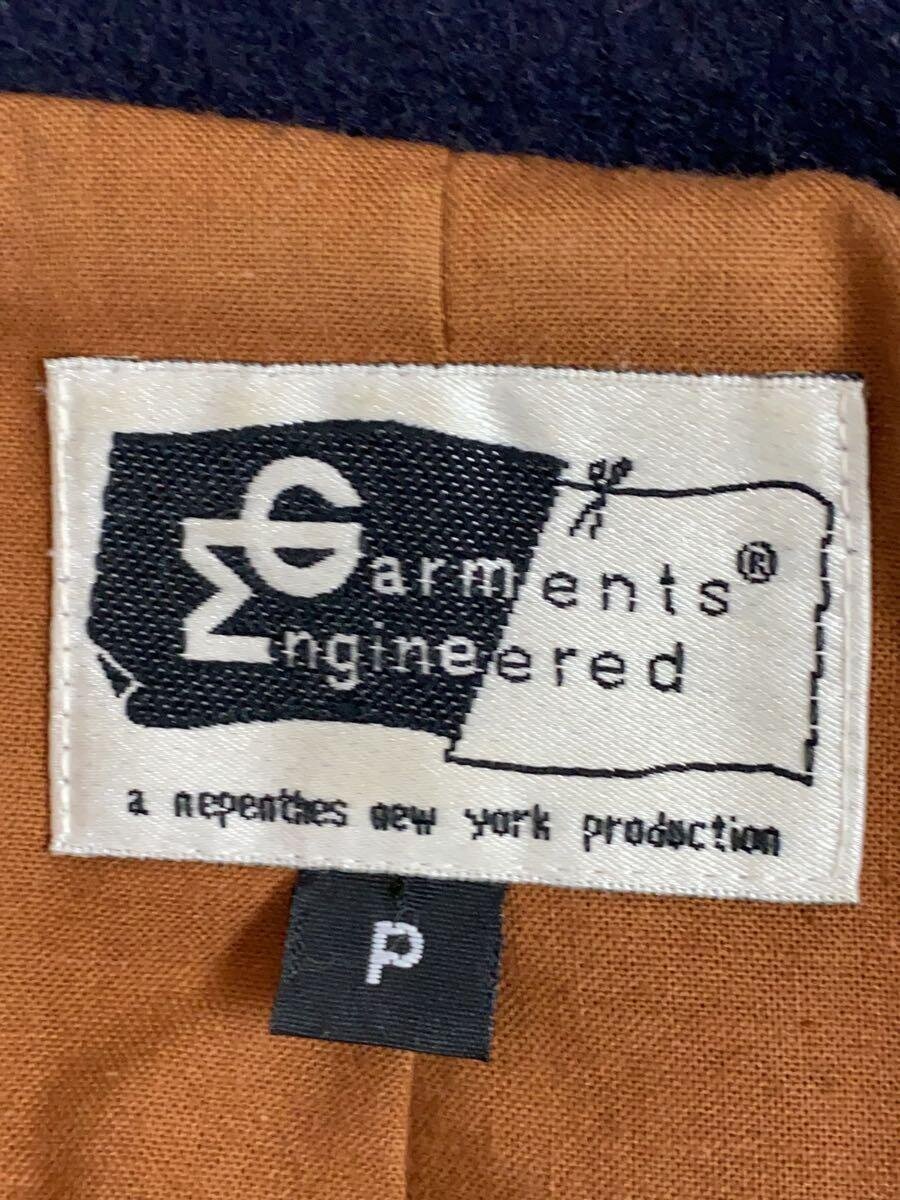 Garments®
Engineered
a nepenthes new york production
P